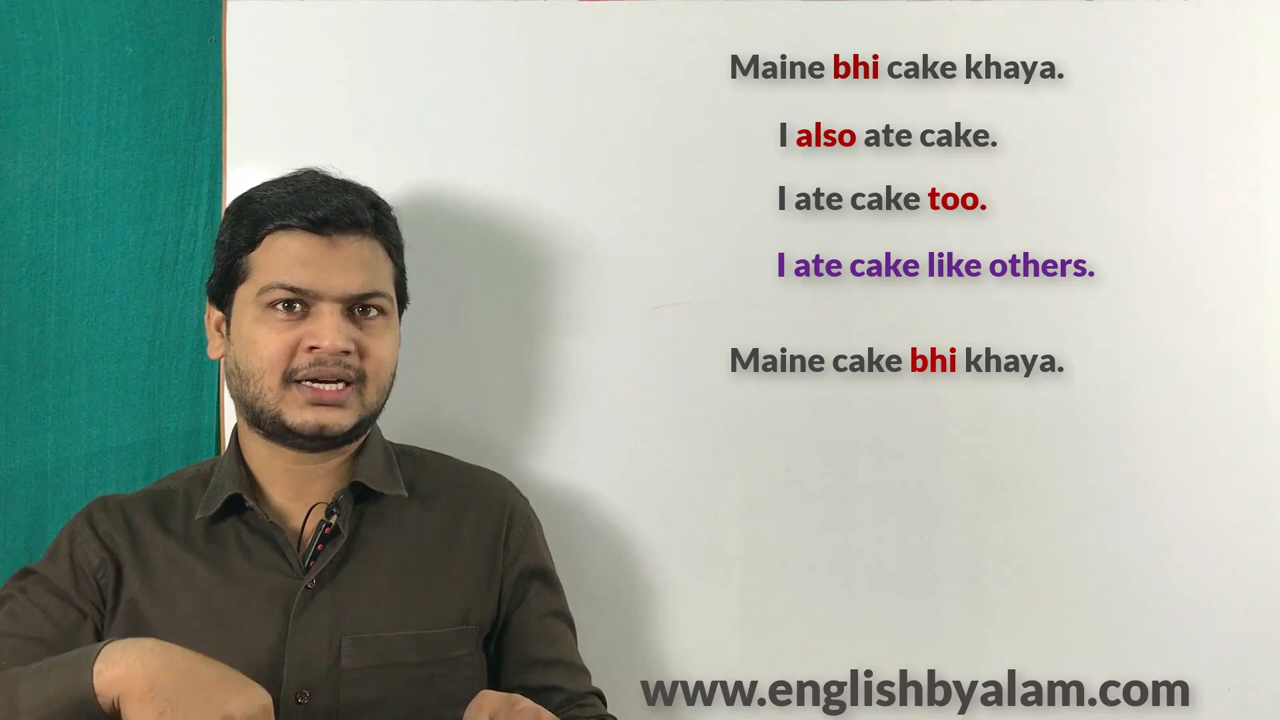 Maine bhi cake khaya.
I also ate cake.
I ate cake too.
I ate cake like others.
Maine cake bhi khaya.
www.englishbyalam.com